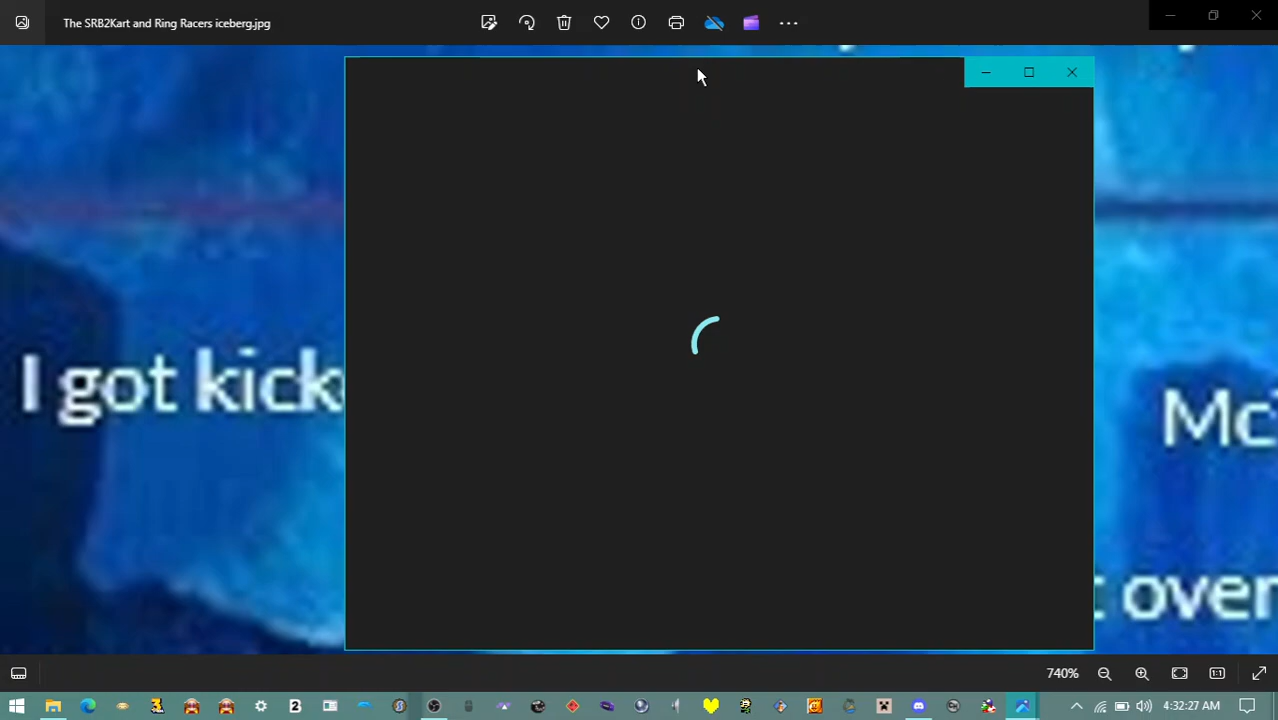 The SRB2Kart and Ring Racers iceberg.jpg
I got kick
Mc
over
740%
4:32:27 AM